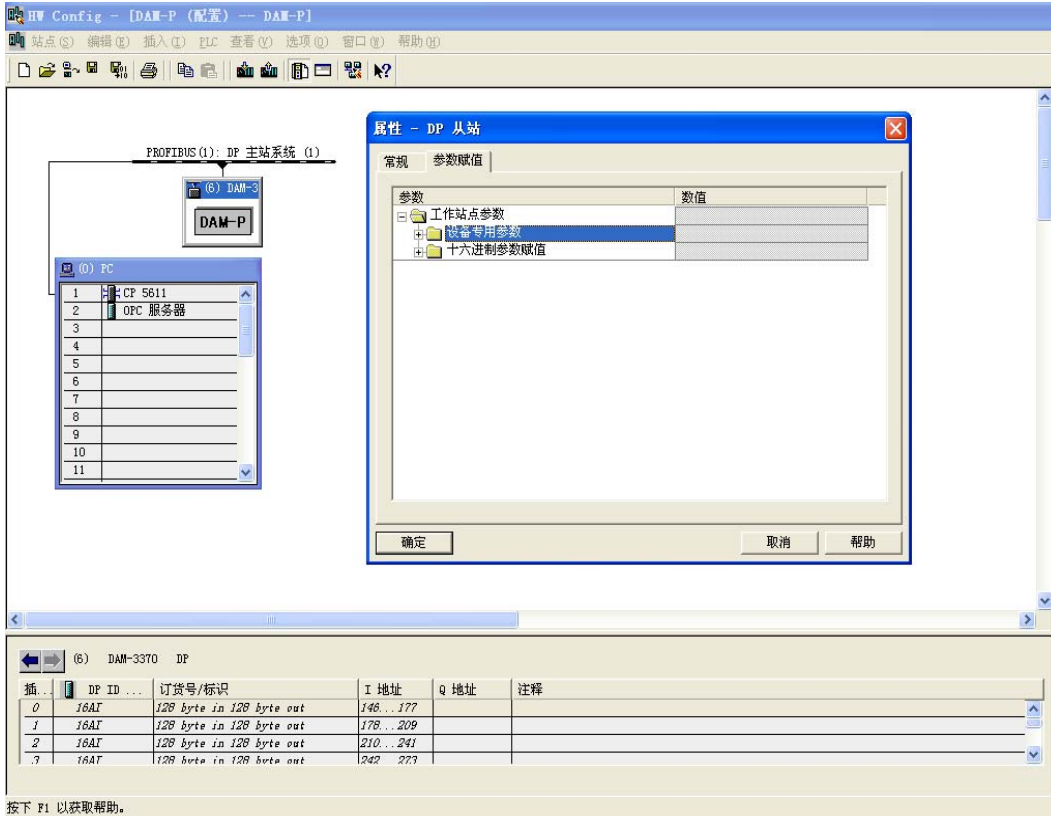 HW Config - [DAM-P (配置) -- DAM-P]
站点(S) 编辑(E) 插入(I) PLC 查看(V) 选项(O) 窗口(W) 帮助(H)
PROFIBUS(1): DP 主站系统 (1)
(6) DAM-3
DAM-P
(0) PC
1 CP 5611
2 OPC 服务器
3
4
5
6
7
8
9
10
11
属性 - DP 从站
常规 参数赋值
参数 数值
工作站点参数
设备专用参数
十六进制参数赋值
确定 取消 帮助
(6) DAM-3370 DP
插... DP ID ... 订货号/标识 I 地址 Q 地址 注释
0 16AI 128 byte in 128 byte out 146...177
1 16AI 128 byte in 128 byte out 178...209
2 16AI 128 byte in 128 byte out 210...241
3 16AI 128 byte in 128 byte out 242...273
按下 F1 以获取帮助。